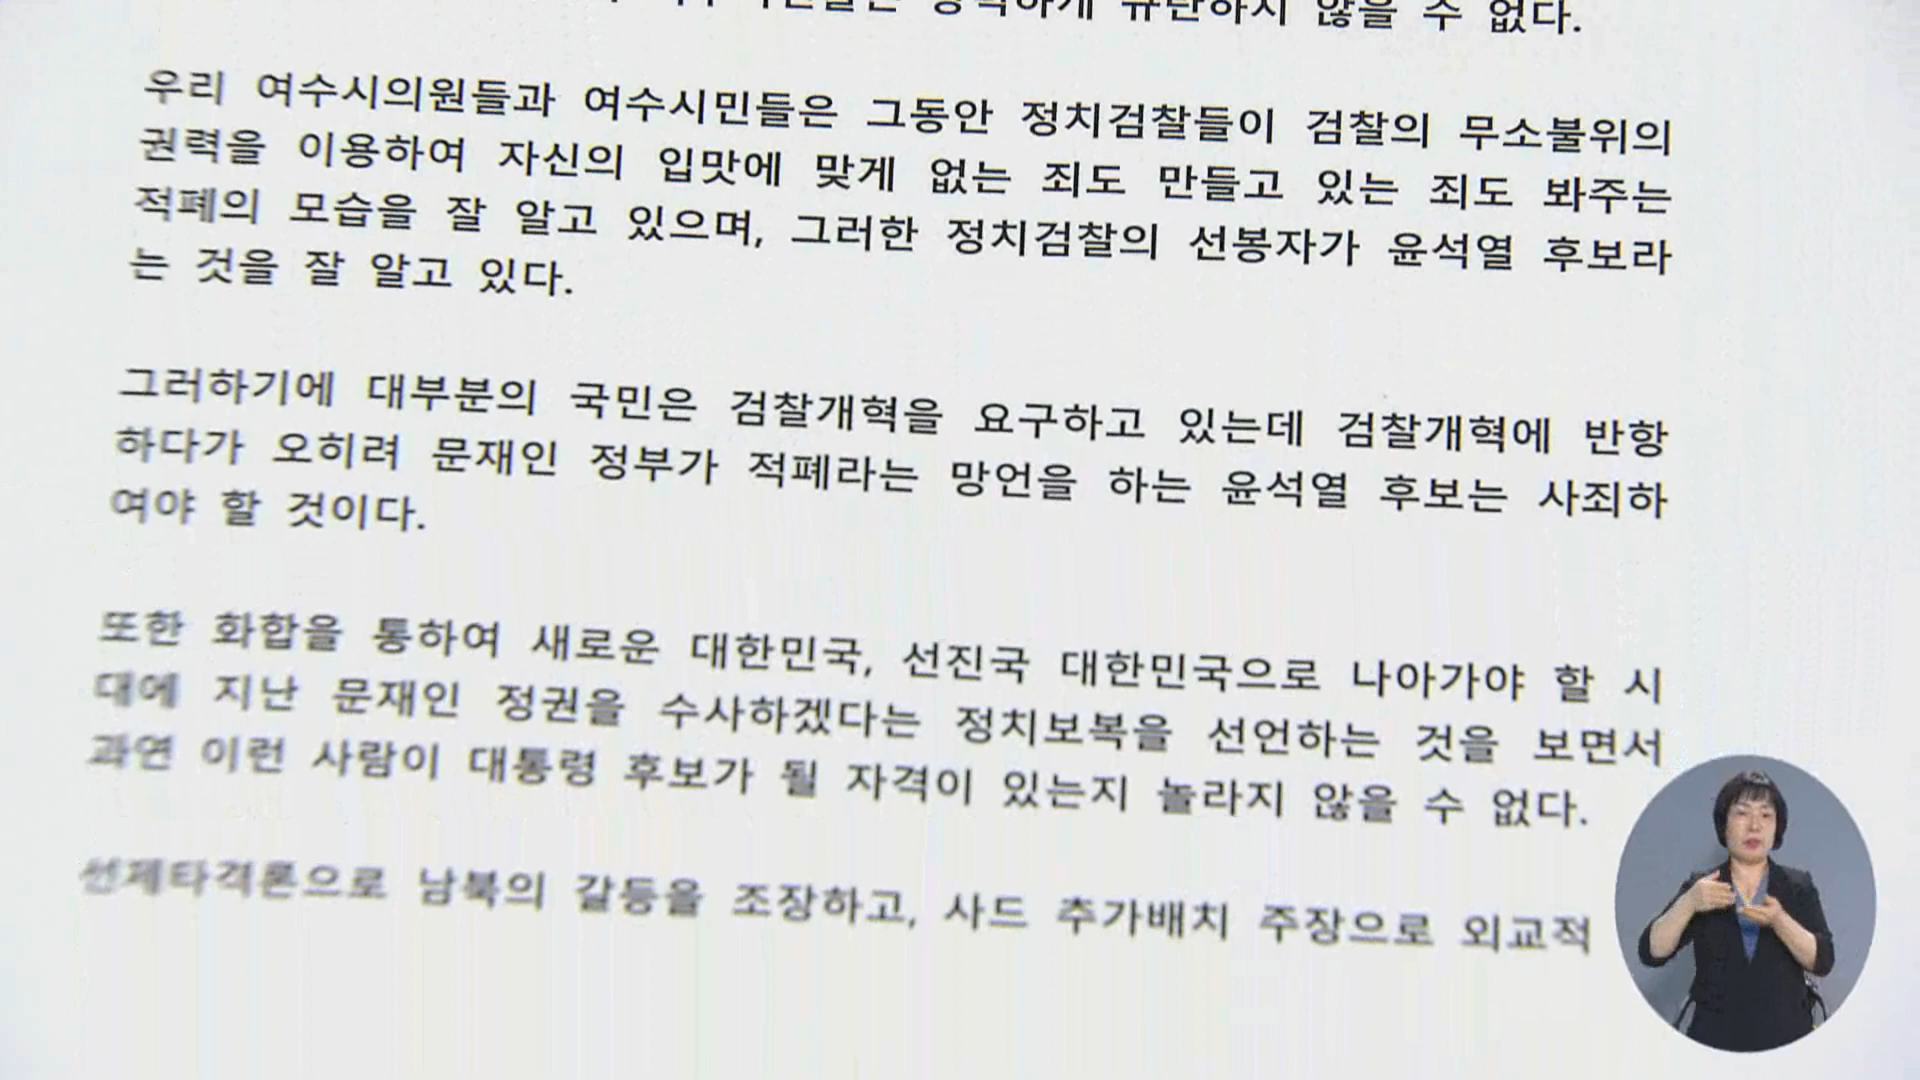 강력하게 규탄하지 않을 수 없다.
우리 여수시의원들과 여수시민들은 그동안 정치검찰들이 검찰의 무소불위의
권력을 이용하여 자신의 입맛에 맞게 없는 죄도 만들고 있는 죄도 봐주는
적폐의 모습을 잘 알고 있으며, 그러한 정치검찰의 선봉자가 윤석열 후보라
는 것을 잘 알고 있다.
그러하기에 대부분의 국민은 검찰개혁을 요구하고 있는데 검찰개혁에 반항
하다가 오히려 문재인 정부가 적폐라는 망언을 하는 윤석열 후보는 사죄하
여야 할 것이다.
또한 화합을 통하여 새로운 대한민국, 선진국 대한민국으로 나아가야 할 시
대에 지난 문재인 정권을 수사하겠다는 정치보복을 선언하는 것을 보면서
과연 이런 사람이 대통령 후보가 될 자격이 있는지 놀라지 않을 수 없다.
선제타격론으로 남북의 갈등을 조장하고, 사드 추가배치 주장으로 외교적